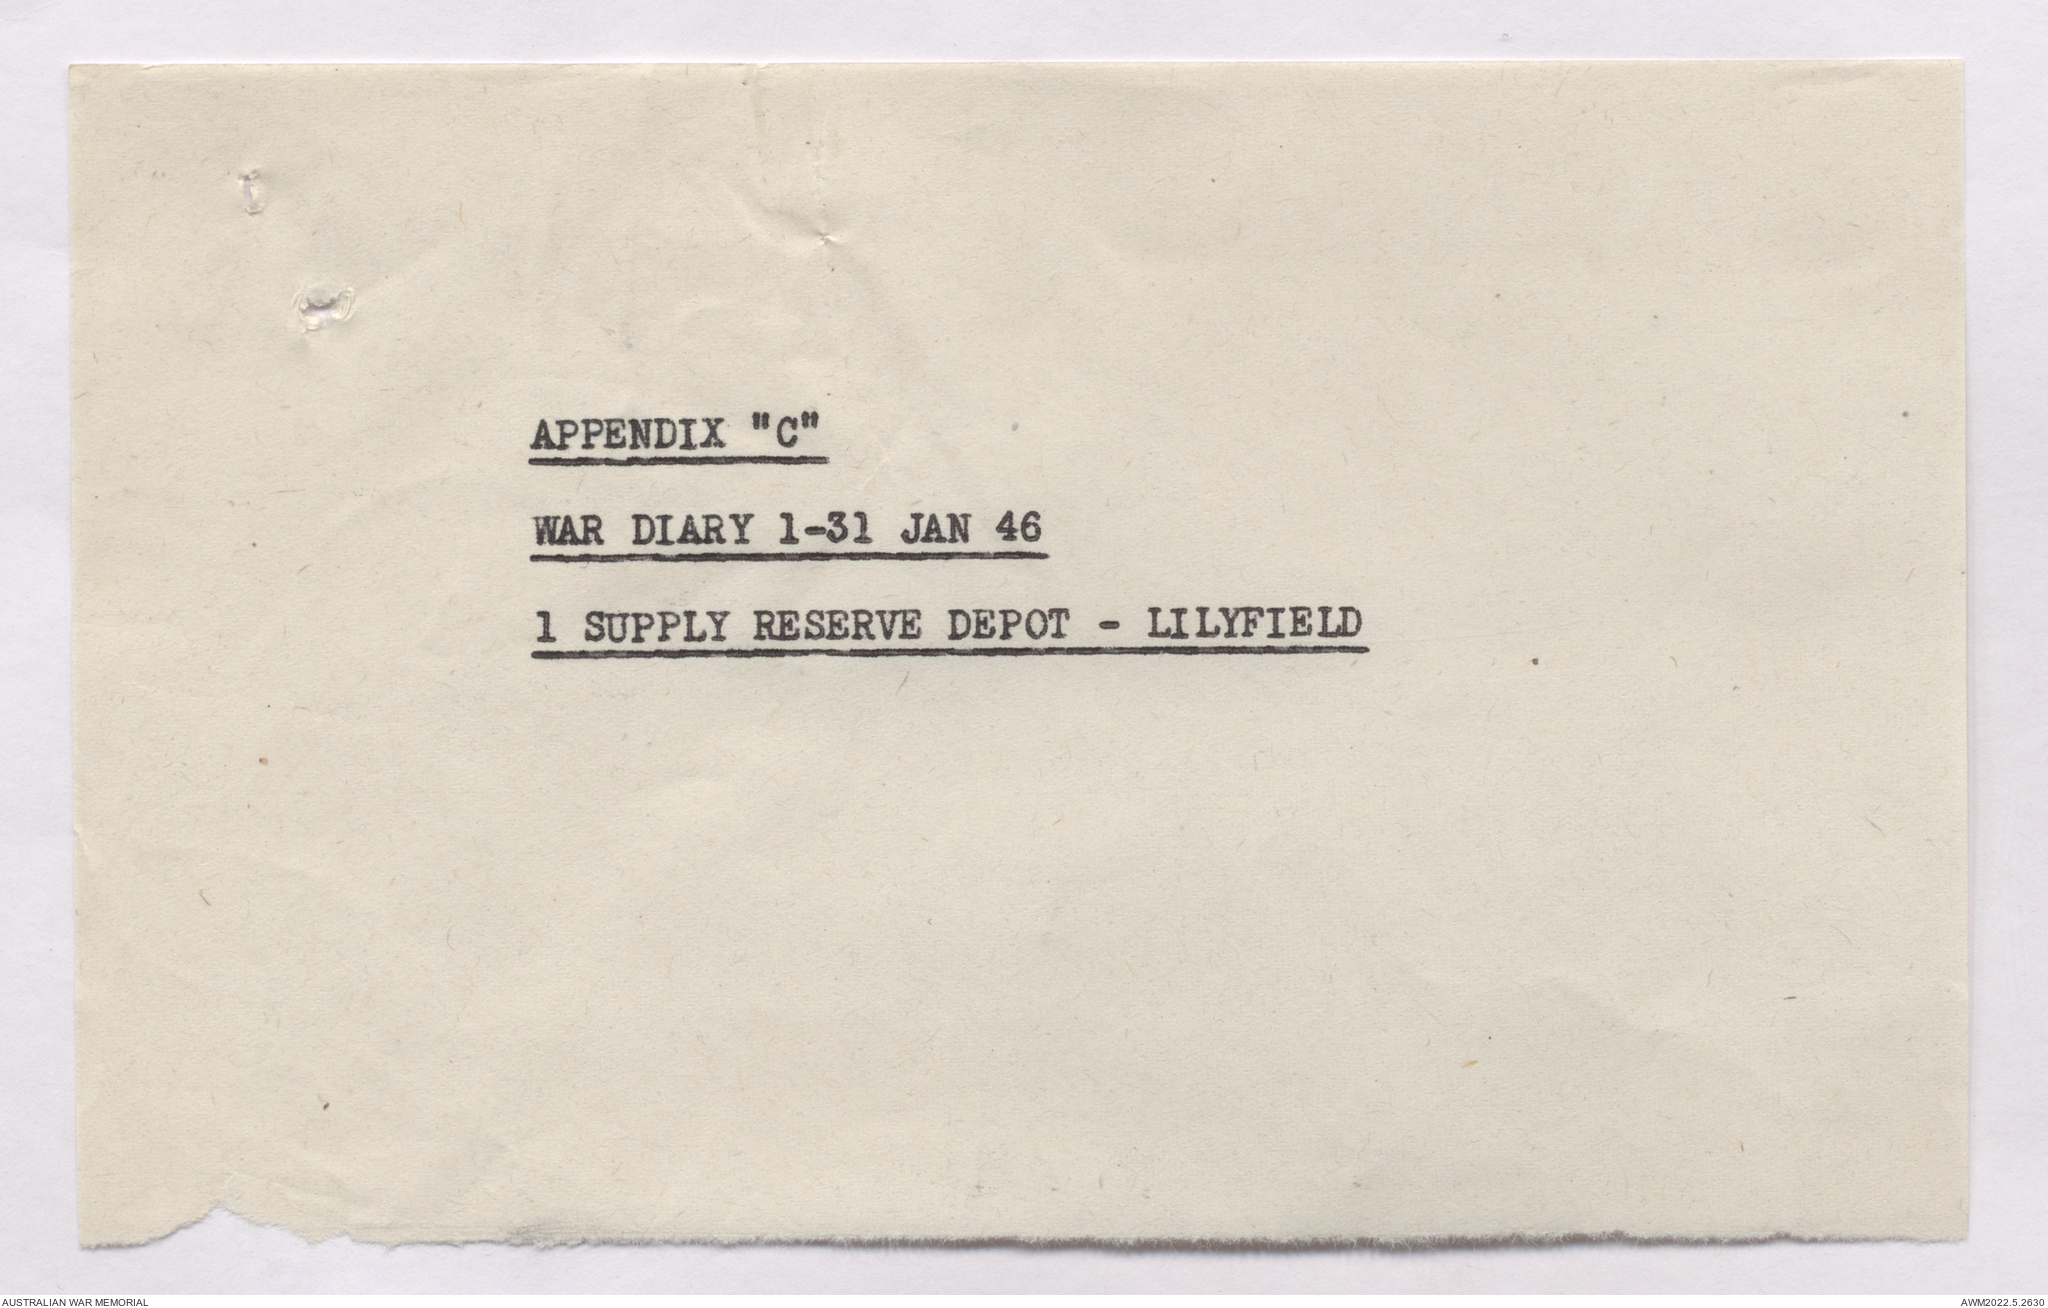 APPENDIX "C"
WAR DIARY 1-31 JAN 46
1 SUPPLY RESERVE DEPOT - LILYFIELD
AUSTRALIAN WAR MEMORIAL
AWM2022.5.2630